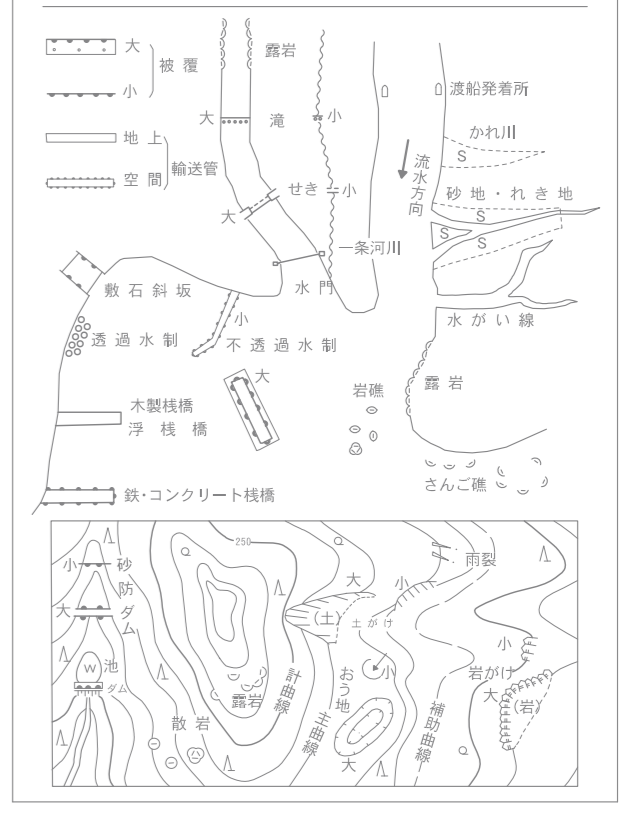 大
被覆
小
地上
輸送管
空間
露岩
大 滝 小
せき 小
大
一条河川
水門
渡船発着所
かれ川
S
流水方向
砂地・れき地
S
S
S
水がい線
敷石斜坂
透過水制
小
不透過水制
大
木製桟橋
浮桟橋
鉄・コンクリート桟橋
岩礁
露岩
さんご礁
250
小 砂防ダム
大
W 池
ダム
露岩
散岩
計曲線
主曲線
大
(土) 土がけ
小
おう地
小
大
補助曲線
雨裂
小
岩がけ
大
(岩)